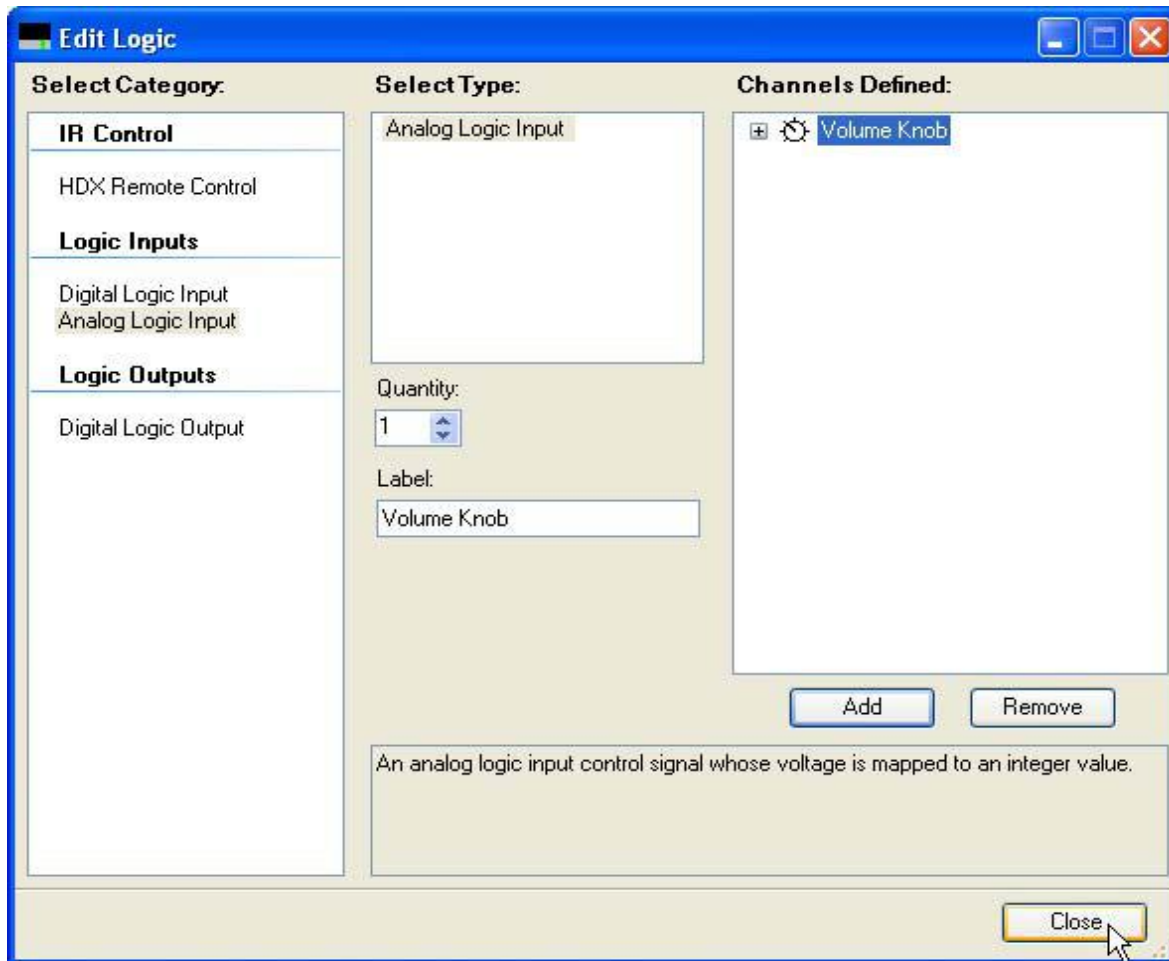 Edit Logic
Select Category:
IR Control
HDX Remote Control
Logic Inputs
Digital Logic Input
Analog Logic Input
Logic Outputs
Digital Logic Output
Select Type:
Analog Logic Input
Quantity:
1
Label:
Volume Knob
Channels Defined:
Volume Knob
Add
Remove
An analog logic input control signal whose voltage is mapped to an integer value.
Close